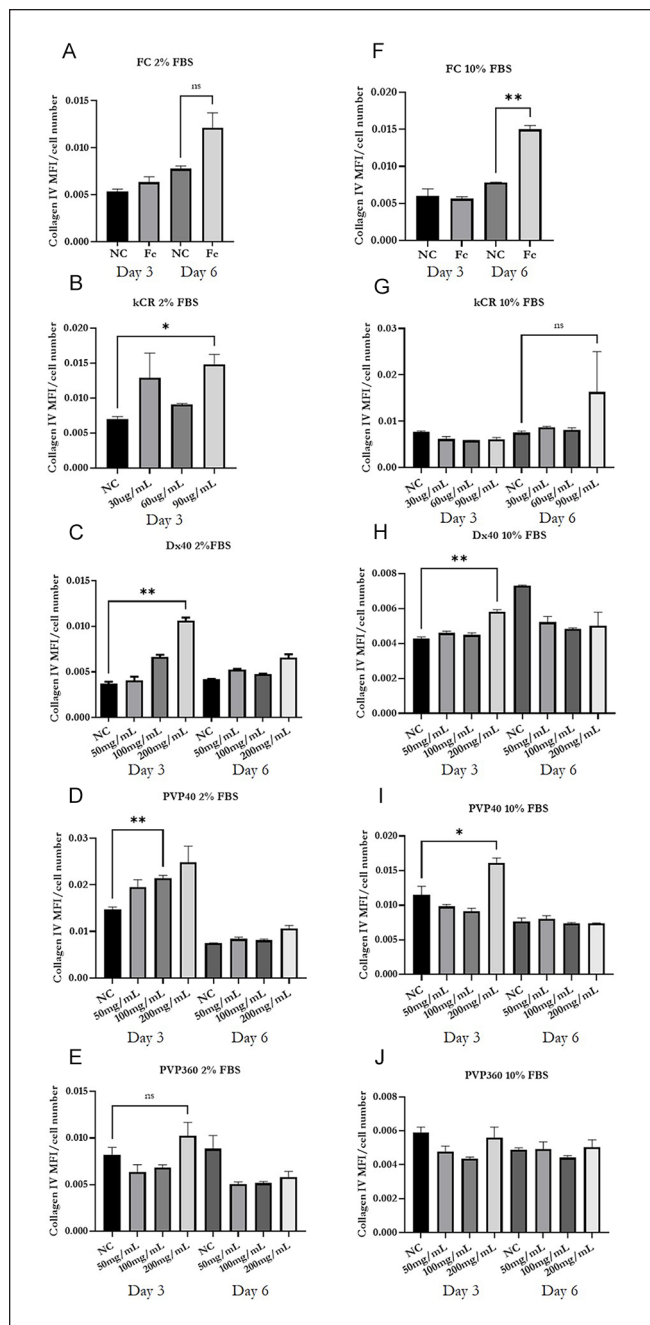 A
FC 2% FBS
Collagen IV MFI/cell number
0.015
0.010
0.005
0.000
ns
NC Fc NC Fc
Day 3 Day 6
B
kCR 2% FBS
Collagen IV MFI/cell number
0.020
0.015
0.010
0.005
0.000
*
NC 30ug/mL 60ug/mL 90ug/mL
Day 3
C
Dx40 2%FBS
Collagen IV MFI/cell number
0.015
0.010
0.005
0.000
**
NC 50mg/mL 100mg/mL 200mg/mL NC 50mg/mL 100mg/mL 200mg/mL
Day 3 Day 6
D
PVP40 2% FBS
Collagen IV MFI/cell number
0.03
0.02
0.01
0.00
**
NC 50mg/mL 100mg/mL 200mg/mL NC 50mg/mL 100mg/mL 200mg/mL
Day 3 Day 6
E
PVP360 2% FBS
Collagen IV MFI/cell number
0.015
0.010
0.005
0.000
ns
NC 50mg/mL 100mg/mL 200mg/mL NC 50mg/mL 100mg/mL 200mg/mL
Day 3 Day 6
F
FC 10% FBS
Collagen IV MFI/cell number
0.020
0.015
0.010
0.005
0.000
**
NC Fc NC Fc
Day 3 Day 6
G
kCR 10% FBS
Collagen IV MFI/cell number
0.03
0.02
0.01
0.00
ns
NC 30ug/mL 60ug/mL 90ug/mL NC 30ug/mL 60ug/mL 90ug/mL
Day 3 Day 6
H
Dx40 10% FBS
Collagen IV MFI/cell number
0.008
0.006
0.004
0.002
0.000
**
NC 50mg/mL 100mg/mL 200mg/mL NC 50mg/mL 100mg/mL 200mg/mL
Day 3 Day 6
I
PVP40 10% FBS
Collagen IV MFI/cell number
0.020
0.015
0.010
0.005
0.000
*
NC 50mg/mL 100mg/mL 200mg/mL NC 50mg/mL 100mg/mL 200mg/mL
Day 3 Day 6
J
PVP360 10% FBS
Collagen IV MFI/cell number
0.008
0.006
0.004
0.002
0.000
NC 50mg/mL 100mg/mL 200mg/mL NC 50mg/mL 100mg/mL 200mg/mL
Day 3 Day 6